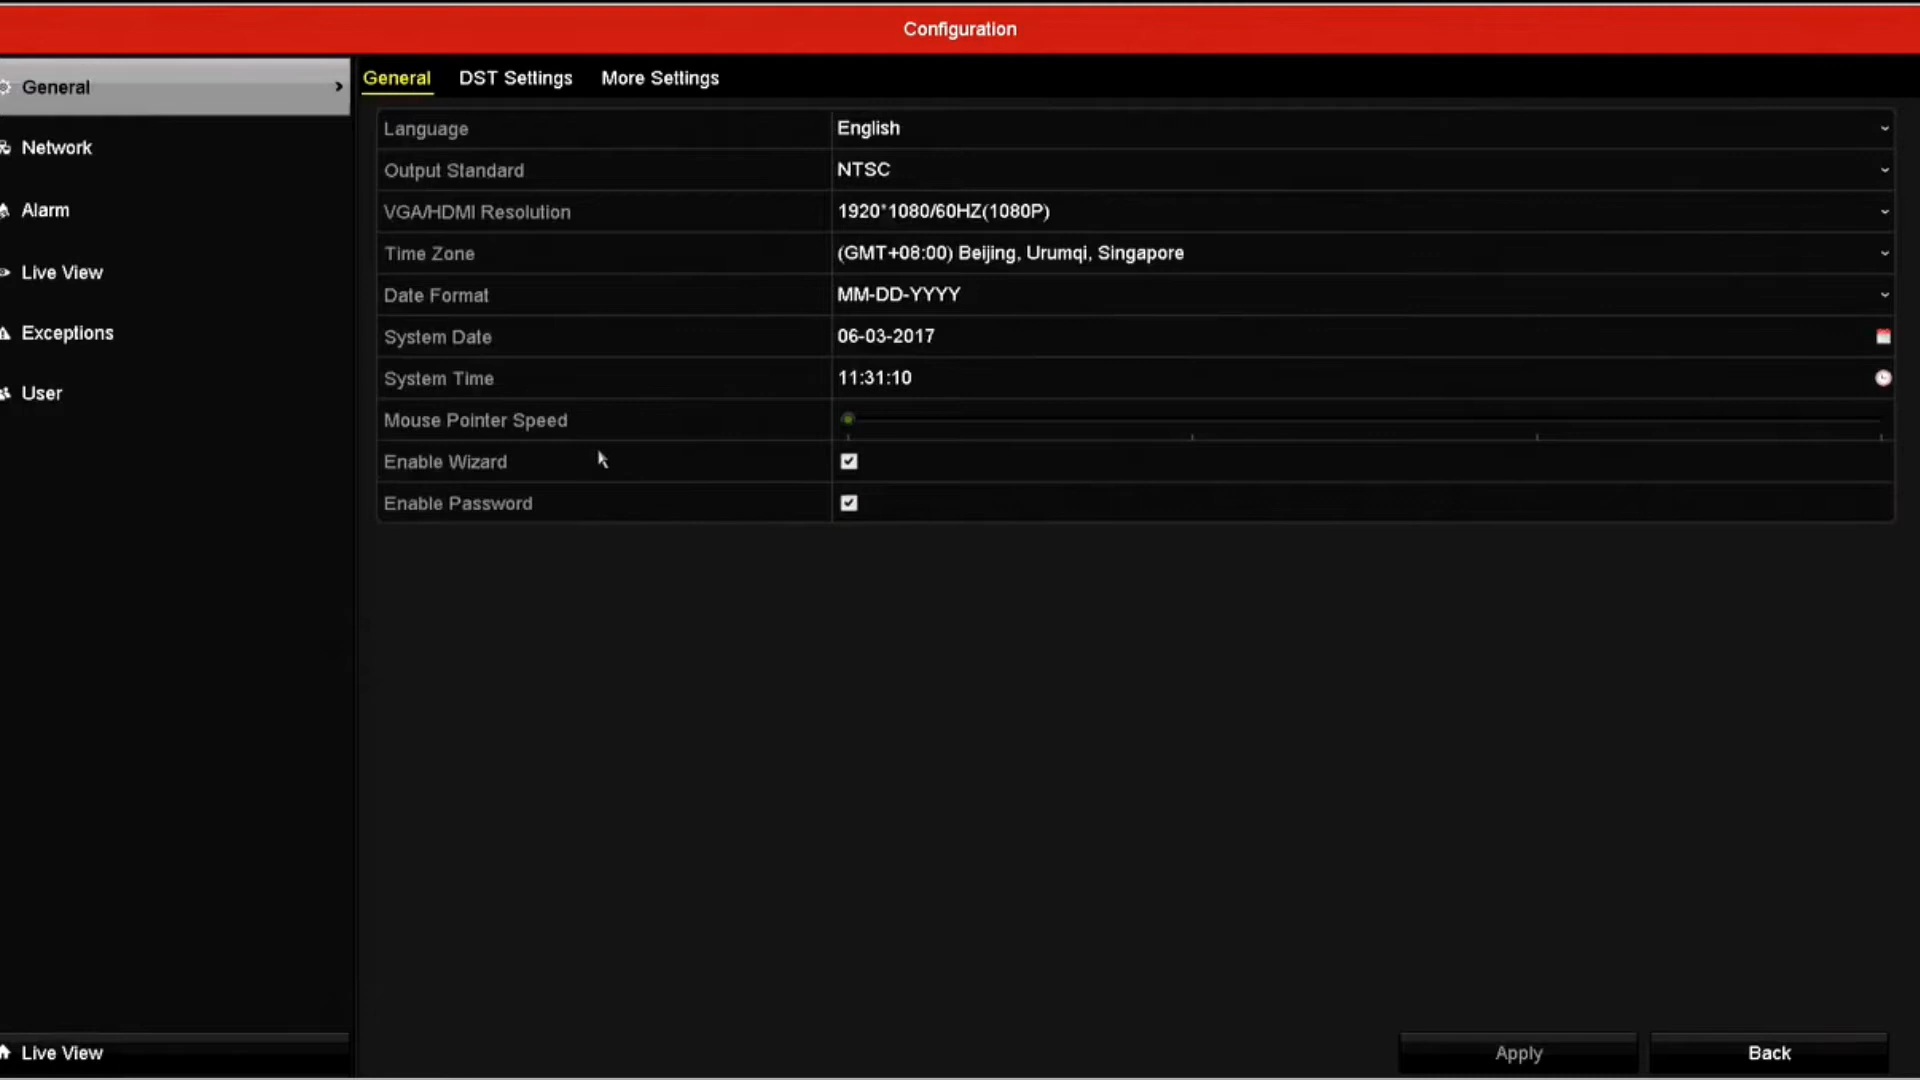 Configuration
General
Network
Alarm
Live View
Exceptions
User
Live View
General DST Settings More Settings
Language English
Output Standard NTSC
VGA/HDMI Resolution 1920*1080/60HZ(1080P)
Time Zone (GMT+08:00) Beijing, Urumqi, Singapore
Date Format MM-DD-YYYY
System Date 06-03-2017
System Time 11:31:10
Mouse Pointer Speed
Enable Wizard
Enable Password
Apply Back